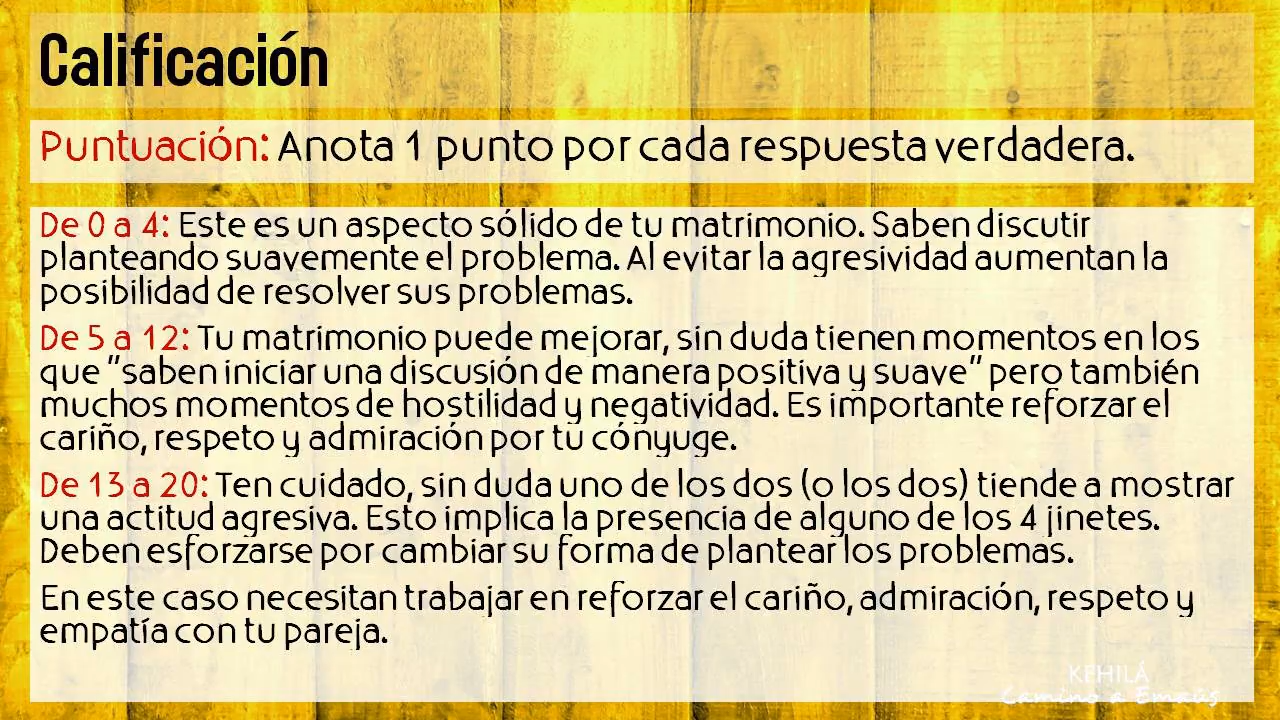 Calificación
Puntuación: Anota 1 punto por cada respuesta verdadera.
De 0 a 4: Este es un aspecto sólido de tu matrimonio. Saben discutir
planteando suavemente el problema. Al evitar la agresividad aumentan la
posibilidad de resolver sus problemas.
De 5 a 12: Tu matrimonio puede mejorar, sin duda tienen momentos en los
que "saben iniciar una discusión de manera positiva y suave" pero también
muchos momentos de hostilidad y negatividad. Es importante reforzar el
cariño, respeto y admiración por tu cónyuge.
De 13 a 20: Ten cuidado, sin duda uno de los dos (o los dos) tiende a mostrar
una actitud agresiva. Esto implica la presencia de alguno de los 4 jinetes.
Deben esforzarse por cambiar su forma de plantear los problemas.
En este caso necesitan trabajar en reforzar el cariño, admiración, respeto y
empatía con tu pareja.
KEHILÁ
Camino a Emaús